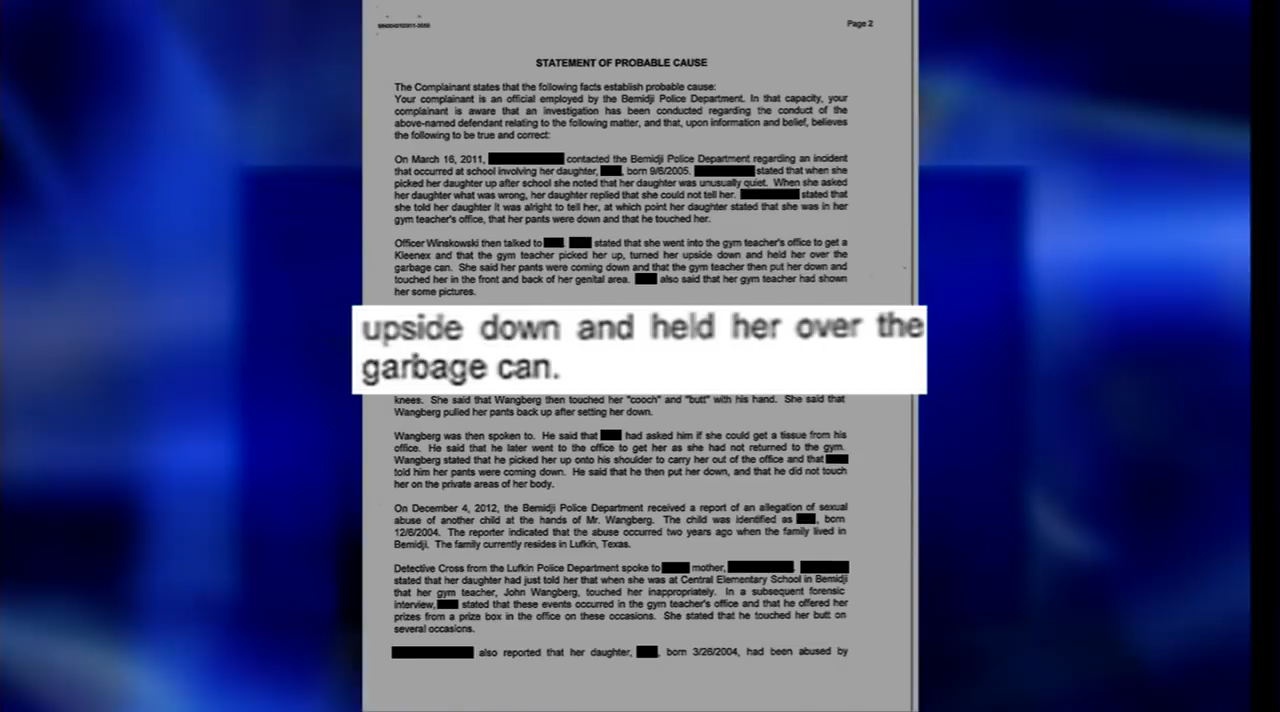 Page 2
STATEMENT OF PROBABLE CAUSE
The Complainant states that the following facts establish probable cause:
Your complainant is an official employed by the Bemidji Police Department. In that capacity, your
complainant is aware that an investigation has been conducted regarding the conduct of the
above-named defendant relating to the following matter, and that, upon information and belief, believes
the following to be true and correct:
On March 16, 2011, contacted the Bemidji Police Department regarding an incident
that occurred at school involving her daughter, , born 9/6/2005. stated that when she
picked her daughter up after school she noted that her daughter was unusually quiet. When she asked
her daughter what was wrong, her daughter replied that she could not tell her. stated that
she told her daughter it was alright to tell her, at which point her daughter stated that she was in her
gym teacher's office, that her pants were down and that he touched her.
Officer Winskowski then talked to . stated that she went into the gym teacher's office to get a
Kleenex and that the gym teacher picked her up, turned her upside down and held her over the
garbage can. She said her pants were coming down and that the gym teacher then put her down and
touched her in the front and back of her genital area. also said that her gym teacher had shown
her some pictures.
upside down and held her over the
garbage can.
knees. She said that Wangberg then touched her "cooch" and "butt" with his hand. She said that
Wangberg pulled her pants back up after setting her down.
Wangberg was then spoken to. He said that had asked him if she could get a tissue from his
office. He said that he later went to the office to get her as she had not returned to the gym.
Wangberg stated that he picked her up onto his shoulder to carry her out of the office and that
told him her pants were coming down. He said that he then put her down, and that he did not touch
her on the private areas of her body.
On December 4, 2012, the Bemidji Police Department received a report of an allegation of sexual
abuse of another child at the hands of Mr. Wangberg. The child was identified as , born
12/6/2004. The reporter indicated that the abuse occurred two years ago when the family lived in
Bemidji. The family currently resides in Lufkin, Texas.
Detective Cross from the Lufkin Police Department spoke to mother, .
stated that her daughter had just told her that when she was at Central Elementary School in Bemidji
that her gym teacher, John Wangberg, touched her inappropriately. In a subsequent forensic
interview, stated that these events occurred in the gym teacher's office and that he offered her
prizes from a prize box in the office on these occasions. She stated that he touched her butt on
several occasions.
also reported that her daughter, , born 3/26/2004, had been abused by